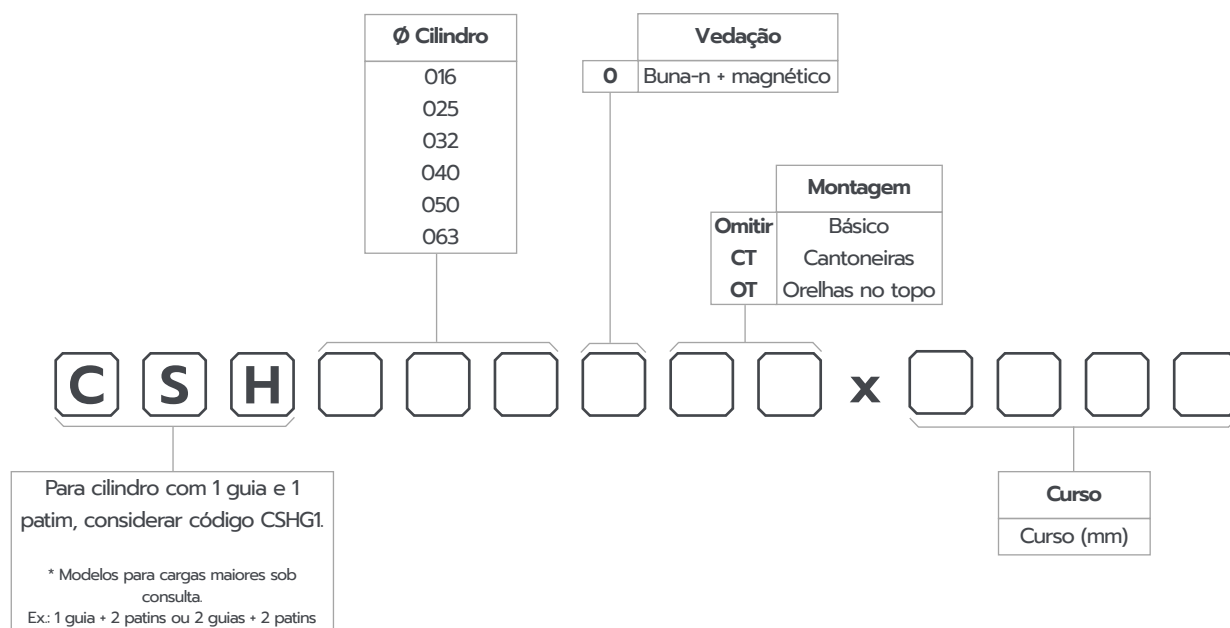 Ø Cilindro
016
025
032
040
050
063
Vedação
0 Buna-n + magnético
Montagem
Omitir Básico
CT Cantoneiras
OT Orelhas no topo
C S H x
Para cilindro com 1 guia e 1
patim, considerar código CSHG1.
* Modelos para cargas maiores sob
consulta.
Ex.: 1 guia + 2 patins ou 2 guias + 2 patins
Curso
Curso (mm)